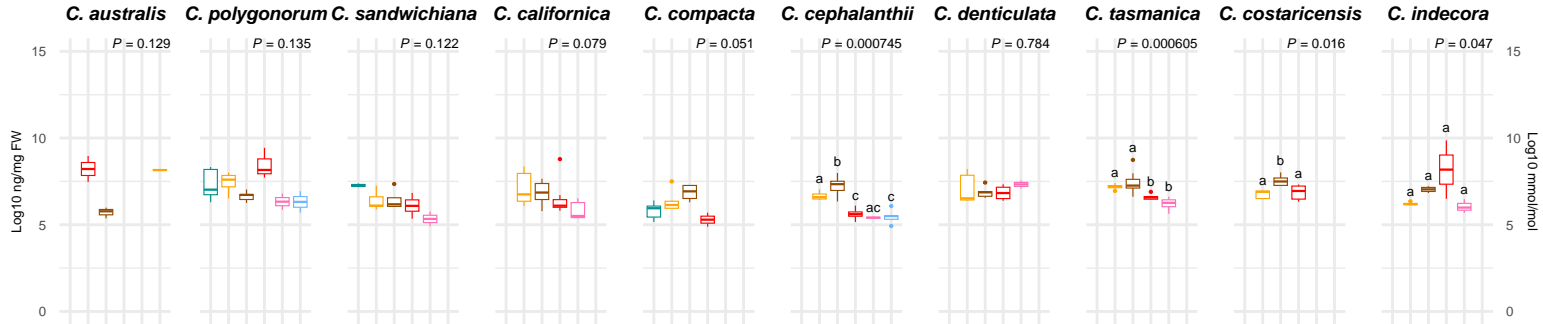 C. australis C. polygonorum C. sandwichiana C. californica C. compacta C. cephalanthii C. denticulata C. tasmanica C. costaricensis C. indecora
P = 0.129 P = 0.135 P = 0.122 P = 0.079 P = 0.051 P = 0.000745 P = 0.784 P = 0.000605 P = 0.016 P = 0.047
15 15
10 10
5 5
0 0
Log10 ng/mg FW
Log10 mmol/mol
a b c ac c
a a b b
a b a
a a a a